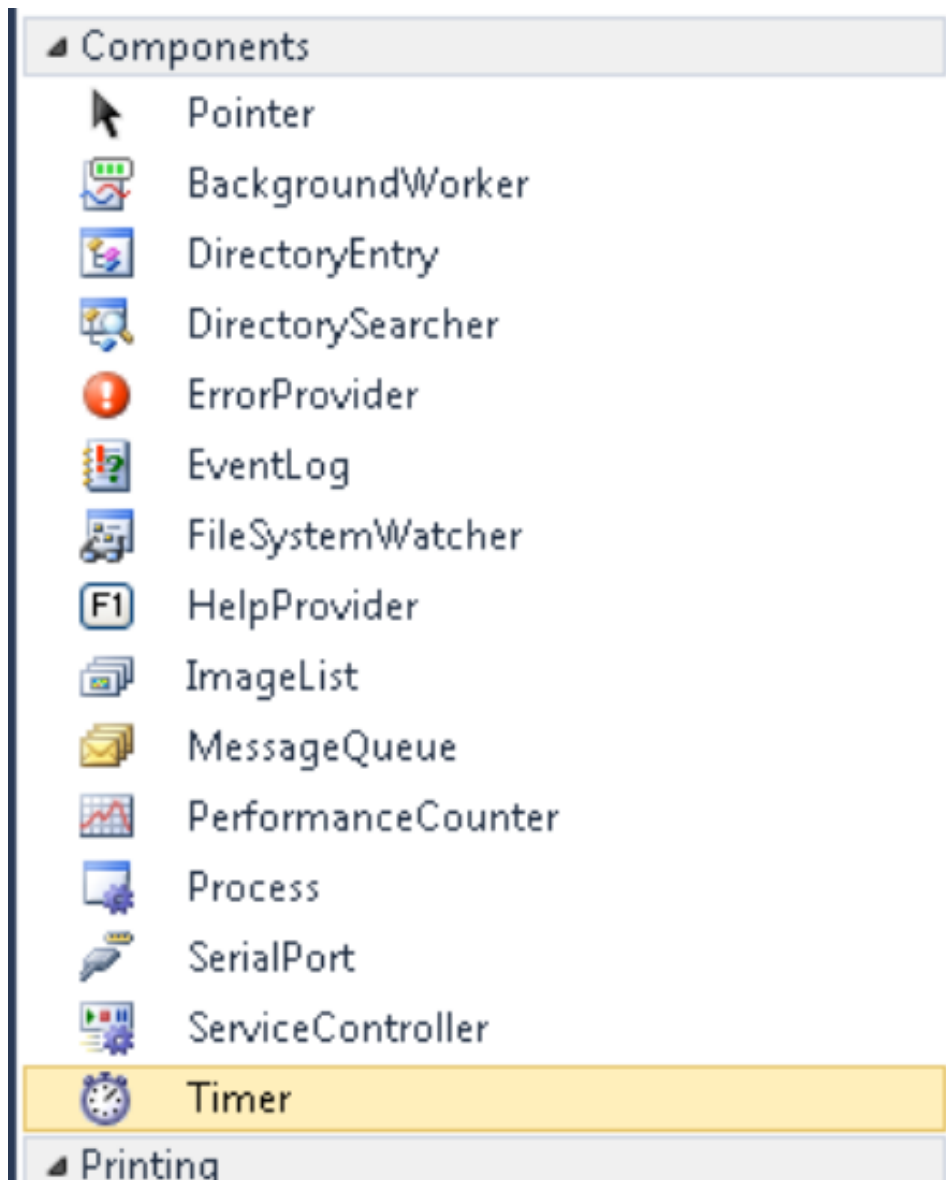 Components
Pointer
BackgroundWorker
DirectoryEntry
DirectorySearcher
ErrorProvider
EventLog
FileSystemWatcher
F1 HelpProvider
ImageList
MessageQueue
PerformanceCounter
Process
SerialPort
ServiceController
Timer
Printing